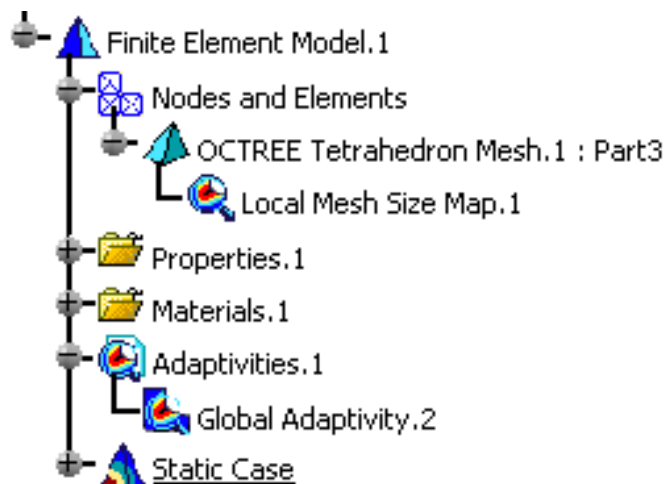 Finite Element Model.1
Nodes and Elements
OCTREE Tetrahedron Mesh.1 : Part3
Local Mesh Size Map.1
Properties.1
Materials.1
Adaptivities.1
Global Adaptivity.2
Static Case